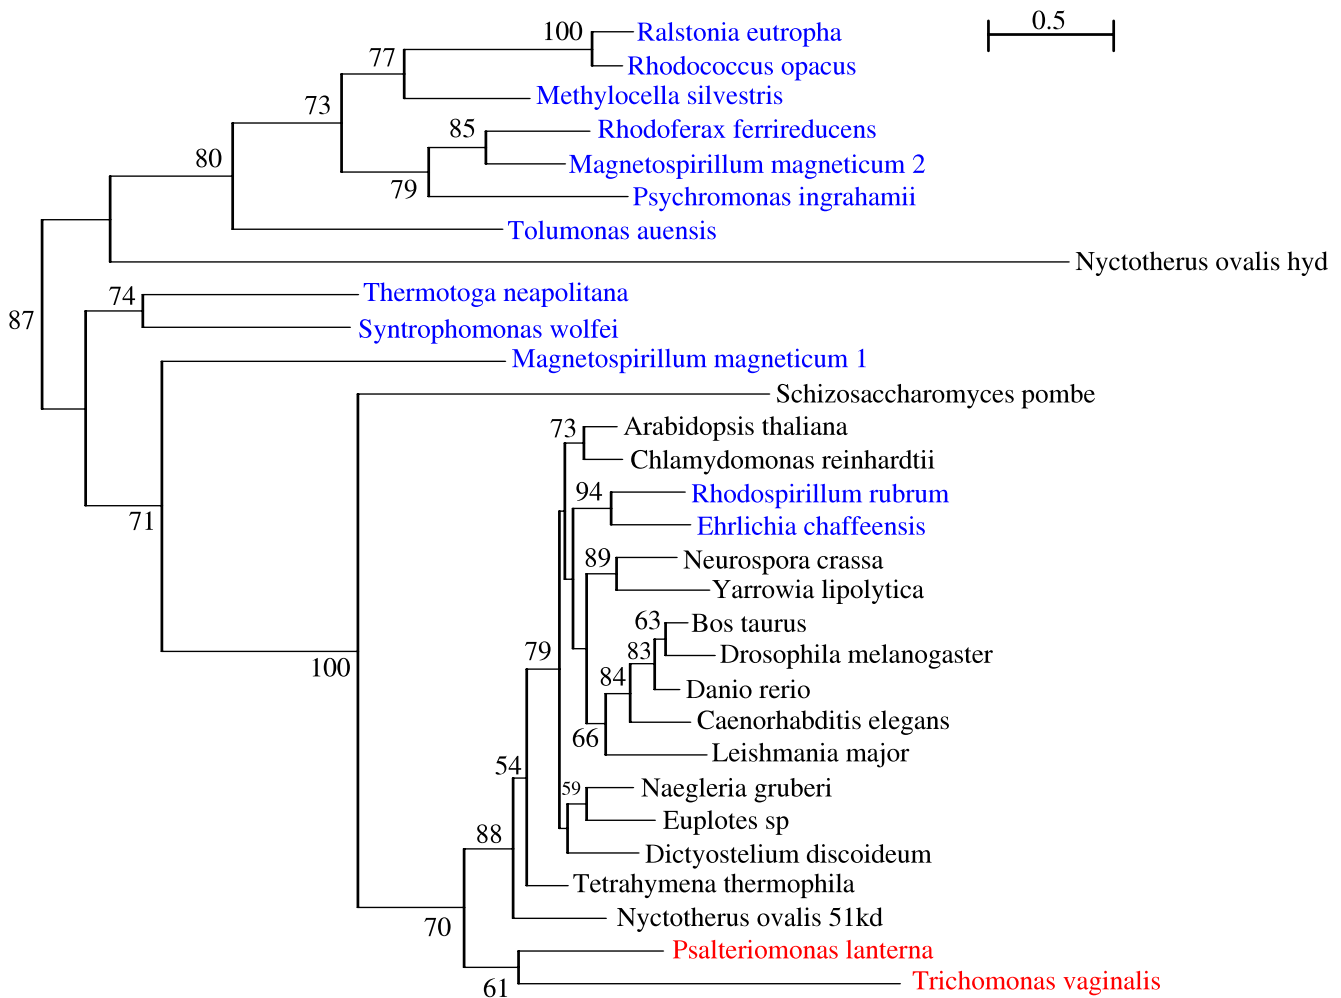 100 Ralstonia eutropha 0.5
77 Rhodococcus opacus
Methylocella silvestris
73
85 Rhodoferax ferrireducens
80 Magnetospirillum magneticum 2
79 Psychromonas ingrahamii
Tolumonas auensis
Nyctotherus ovalis hyd
74 Thermotoga neapolitana
87
Syntrophomonas wolfei
Magnetospirillum magneticum 1
Schizosaccharomyces pombe
73 Arabidopsis thaliana
Chlamydomonas reinhardtii
94 Rhodospirillum rubrum
71 Ehrlichia chaffeensis
89 Neurospora crassa
Yarrowia lipolytica
63 Bos taurus
79 83 Drosophila melanogaster
100 84 Danio rerio
Caenorhabditis elegans
66
Leishmania major
54
59 Naegleria gruberi
Euplotes sp
88
Dictyostelium discoideum
Tetrahymena thermophila
70 Nyctotherus ovalis 51kd
Psalteriomonas lanterna
61 Trichomonas vaginalis